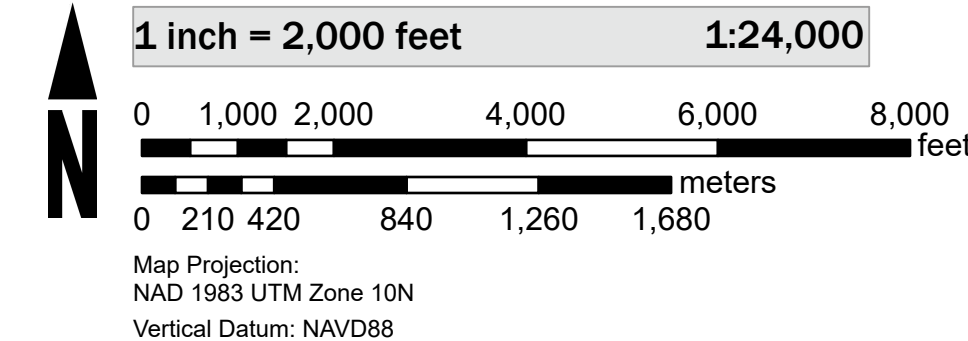 1 inch = 2,000 feet 1:24,000
0 1,000 2,000 4,000 6,000 8,000
feet
meters
0 210 420 840 1,260 1,680
N
Map Projection:
NAD 1983 UTM Zone 10N
Vertical Datum: NAVD88